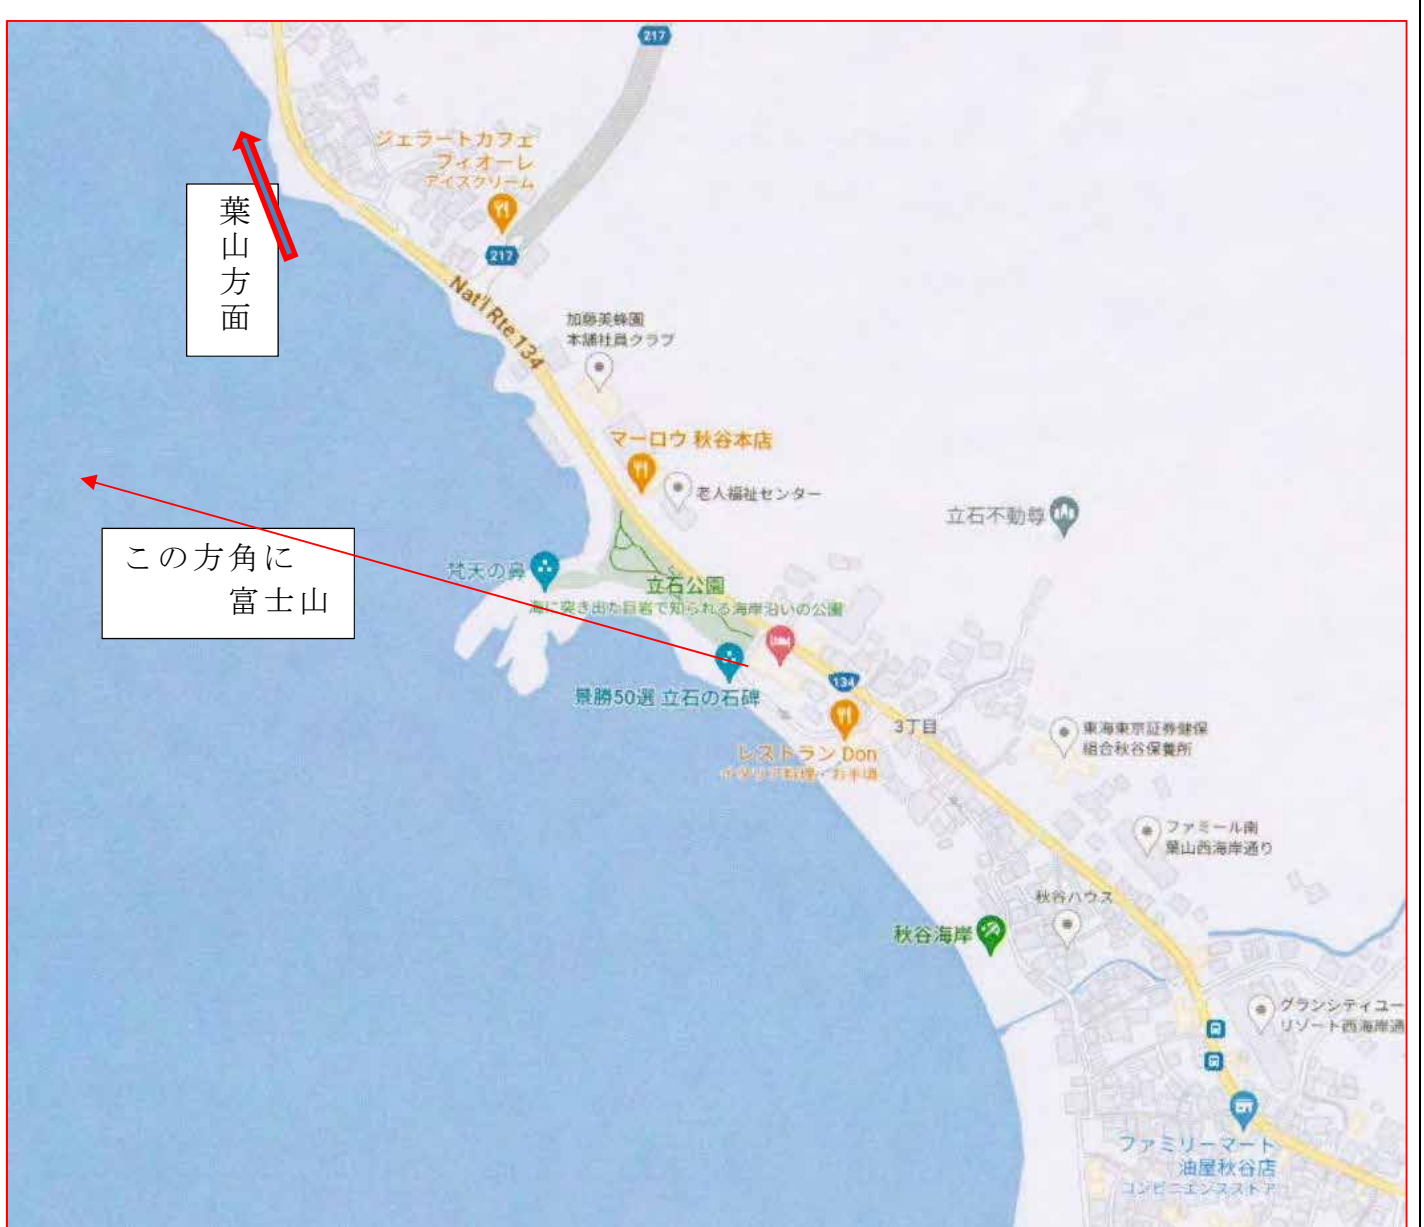 217
ジェラートカフェ
フィオーレ
アイスクリーム
葉山方面
217
Nat'l Rte 134
加藤美蜂園
本舗社員クラブ
マーロウ 秋谷本店
老人福祉センター
立石不動尊
この方角に
富士山
梵天の鼻
立石公園
海に突き出た巨岩で知られる海岸沿いの公園
景勝50選 立石の石碑
134
3丁目
レストラン Don
イタリア料理・お手頃
東海東京証券健保
組合秋谷保養所
ファミール南
葉山西海岸通り
秋谷ハウス
秋谷海岸
グランシティユー
リゾート西海岸通
ファミリーマート
油屋秋谷店
コンビニエンスストア